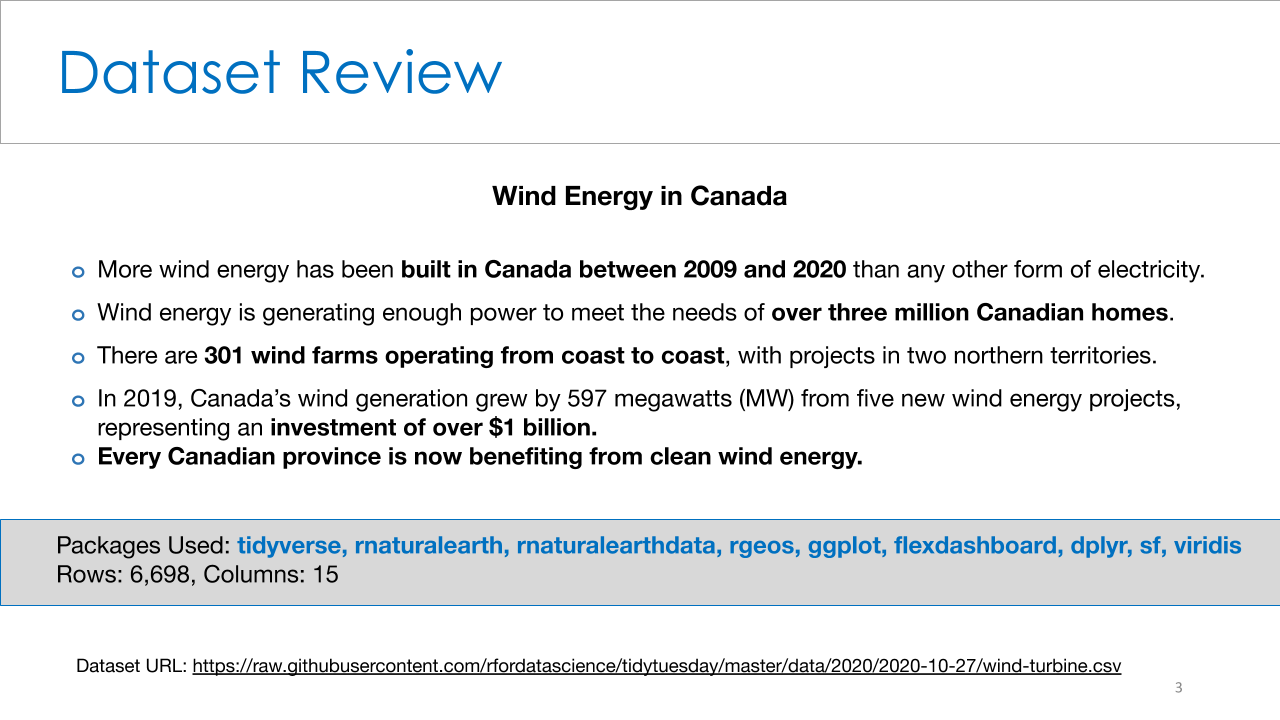 Dataset Review
Wind Energy in Canada
o More wind energy has been built in Canada between 2009 and 2020 than any other form of electricity.
o Wind energy is generating enough power to meet the needs of over three million Canadian homes.
o There are 301 wind farms operating from coast to coast, with projects in two northern territories.
o In 2019, Canada’s wind generation grew by 597 megawatts (MW) from five new wind energy projects,
representing an investment of over $1 billion.
o Every Canadian province is now benefiting from clean wind energy.
Packages Used: tidyverse, rnaturalearth, rnaturalearthdata, rgeos, ggplot, flexdashboard, dplyr, sf, viridis
Rows: 6,698, Columns: 15
Dataset URL: https://raw.githubusercontent.com/rfordatascience/tidytuesday/master/data/2020/2020-10-27/wind-turbine.csv
3